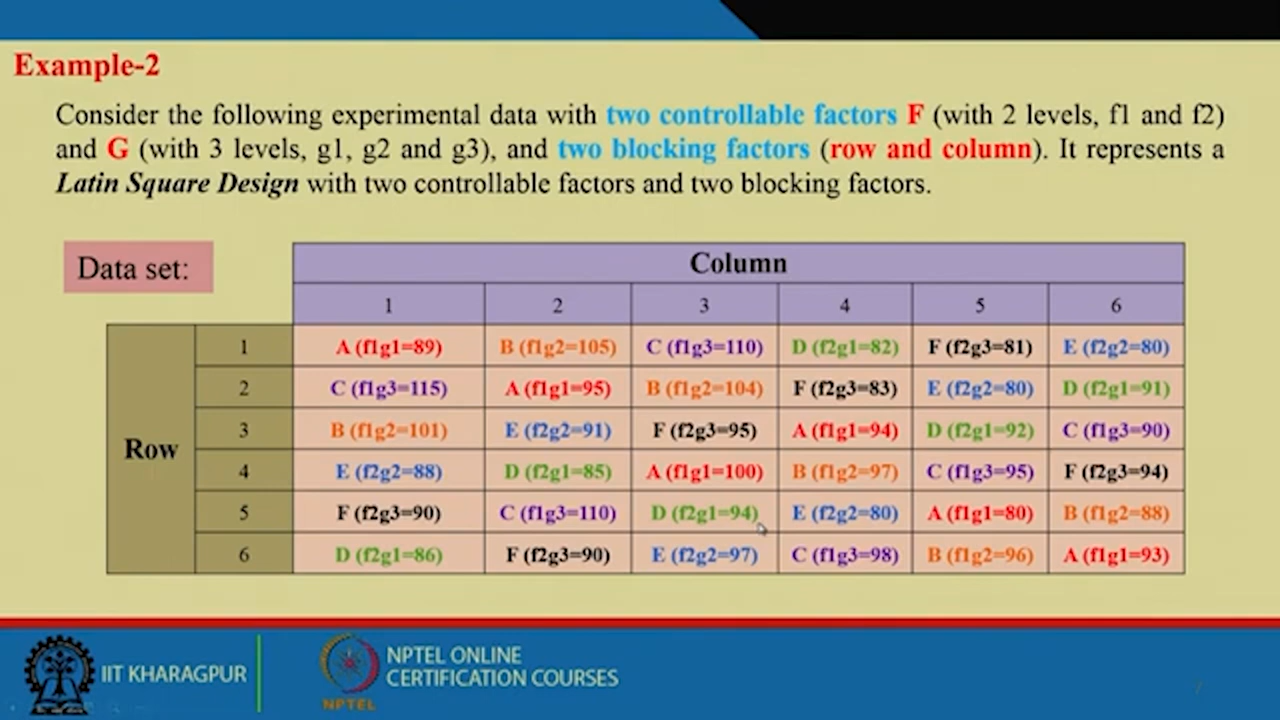 Example-2
Consider the following experimental data with two controllable factors F (with 2 levels, f1 and f2)
and G (with 3 levels, g1, g2 and g3), and two blocking factors (row and column). It represents a
Latin Square Design with two controllable factors and two blocking factors.
Data set:
Column
1 2 3 4 5 6
1 A (f1g1=89) B (f1g2=105) C (f1g3=110) D (f2g1=82) F (f2g3=81) E (f2g2=80)
2 C (f1g3=115) A (f1g1=95) B (f1g2=104) F (f2g3=83) E (f2g2=80) D (f2g1=91)
Row 3 B (f1g2=101) E (f2g2=91) F (f2g3=95) A (f1g1=94) D (f2g1=92) C (f1g3=90)
4 E (f2g2=88) D (f2g1=85) A (f1g1=100) B (f1g2=97) C (f1g3=95) F (f2g3=94)
5 F (f2g3=90) C (f1g3=110) D (f2g1=94) E (f2g2=80) A (f1g1=80) B (f1g2=88)
6 D (f2g1=86) F (f2g3=90) E (f2g2=97) C (f1g3=98) B (f1g2=96) A (f1g1=93)
IIT KHARAGPUR
NPTEL
NPTEL ONLINE
CERTIFICATION COURSES